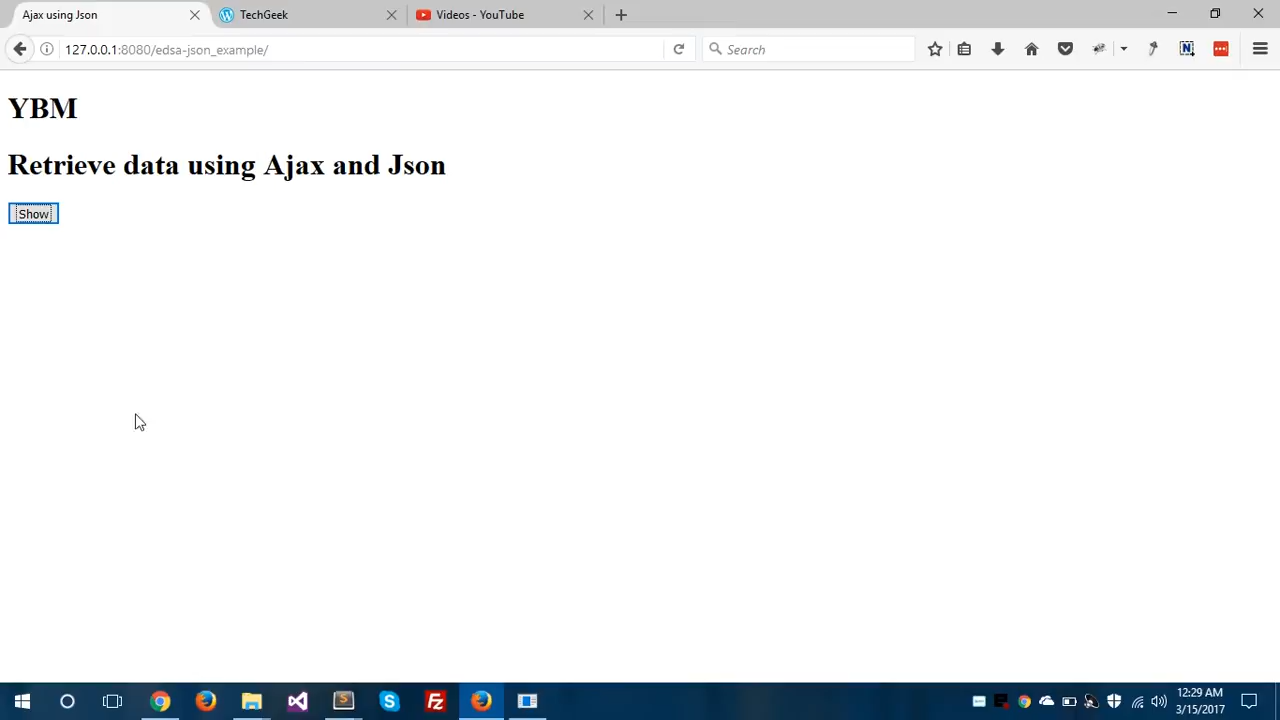 Ajax using Json
TechGeek
Videos - YouTube
127.0.0.1:8080/edsa-json_example/
Search
YBM
Retrieve data using Ajax and Json
Show
12:29 AM
3/15/2017